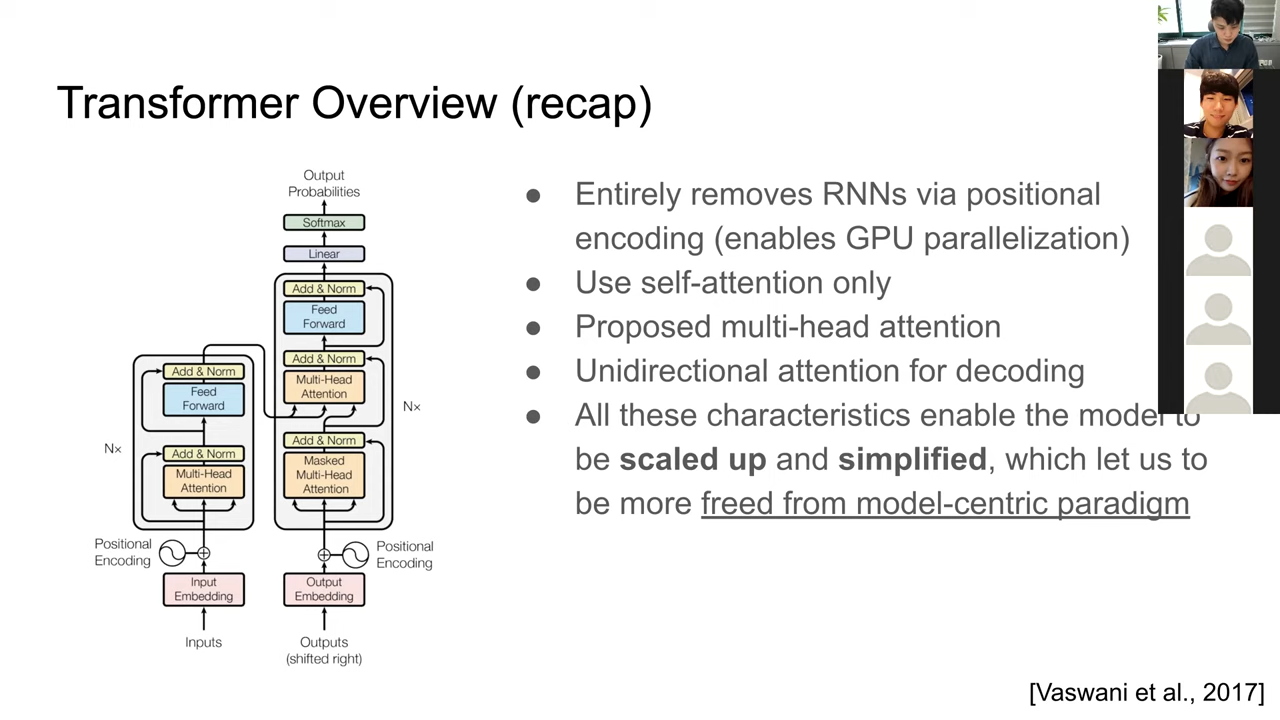 Transformer Overview (recap)
Output
Probabilities
Softmax
Linear
Add & Norm
Feed
Forward
Add & Norm
Multi-Head
Attention
Nx
Add & Norm
Masked
Multi-Head
Attention
Add & Norm
Feed
Forward
Nx
Add & Norm
Multi-Head
Attention
Positional
Encoding
Positional
Encoding
Input
Embedding
Output
Embedding
Inputs
Outputs
(shifted right)
● Entirely removes RNNs via positional
encoding (enables GPU parallelization)
● Use self-attention only
● Proposed multi-head attention
● Unidirectional attention for decoding
● All these characteristics enable the model to
be scaled up and simplified, which let us to
be more freed from model-centric paradigm
[Vaswani et al., 2017]